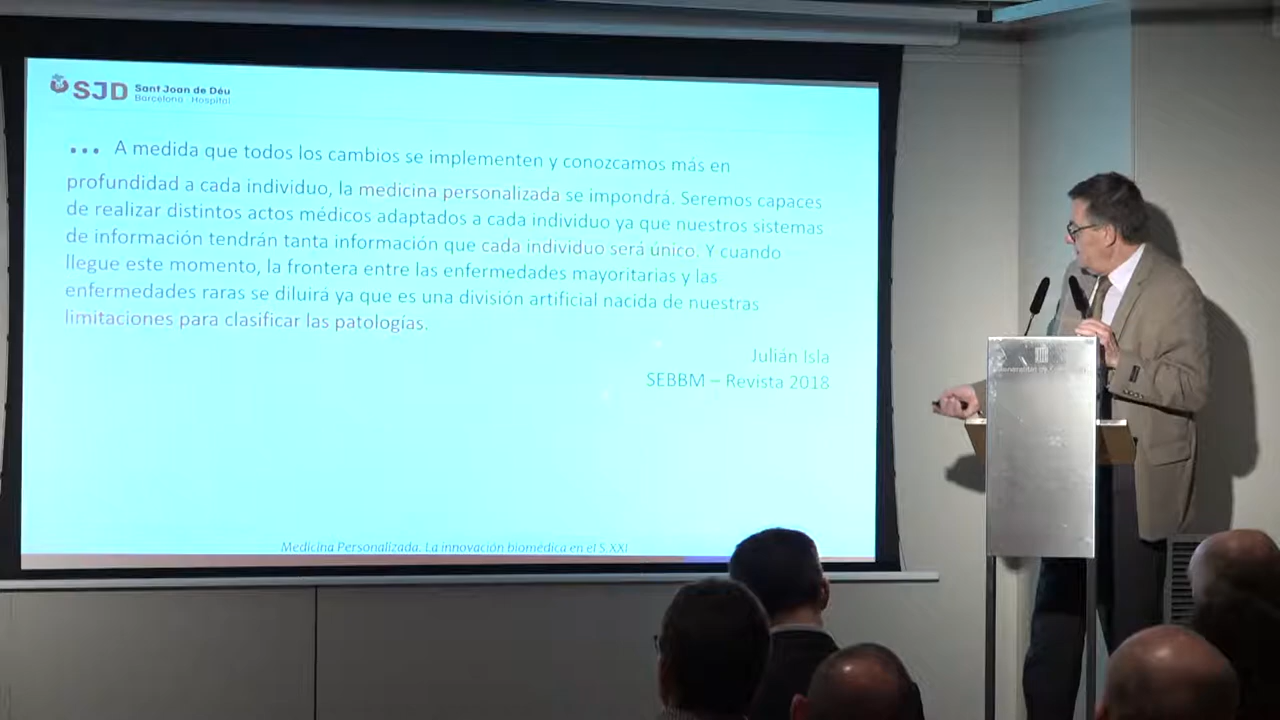 SJD Sant Joan de Déu
Barcelona · Hospital
... A medida que todos los cambios se implementen y conozcamos más en
profundidad a cada individuo, la medicina personalizada se impondrá. Seremos capaces
de realizar distintos actos médicos adaptados a cada individuo ya que nuestros sistemas
de información tendrán tanta información que cada individuo será único. Y cuando
llegue este momento, la frontera entre las enfermedades mayoritarias y las
enfermedades raras se diluirá ya que es una división artificial nacida de nuestras
limitaciones para clasificar las patologías.
Julián Isla
SEBBM – Revista 2018
Medicina Personalizada. La innovación biomédica en el S.XXI